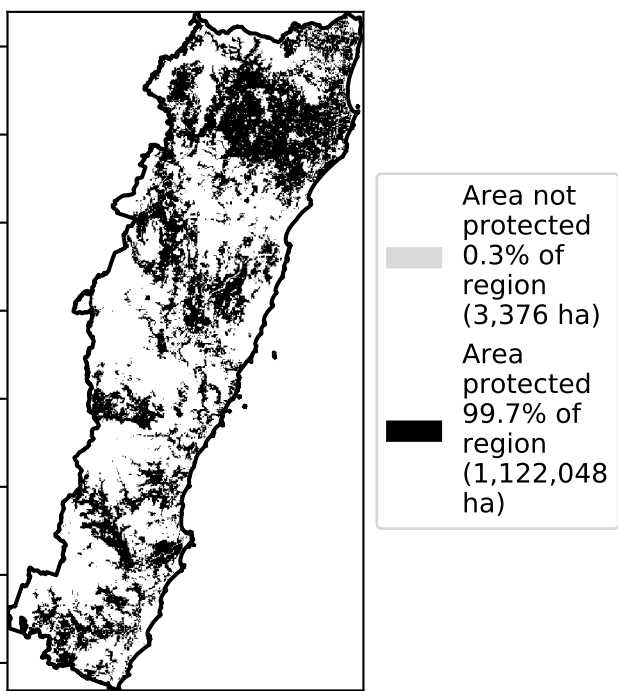 Area not
protected
0.3% of
region
(3,376 ha)
Area
protected
99.7% of
region
(1,122,048
ha)